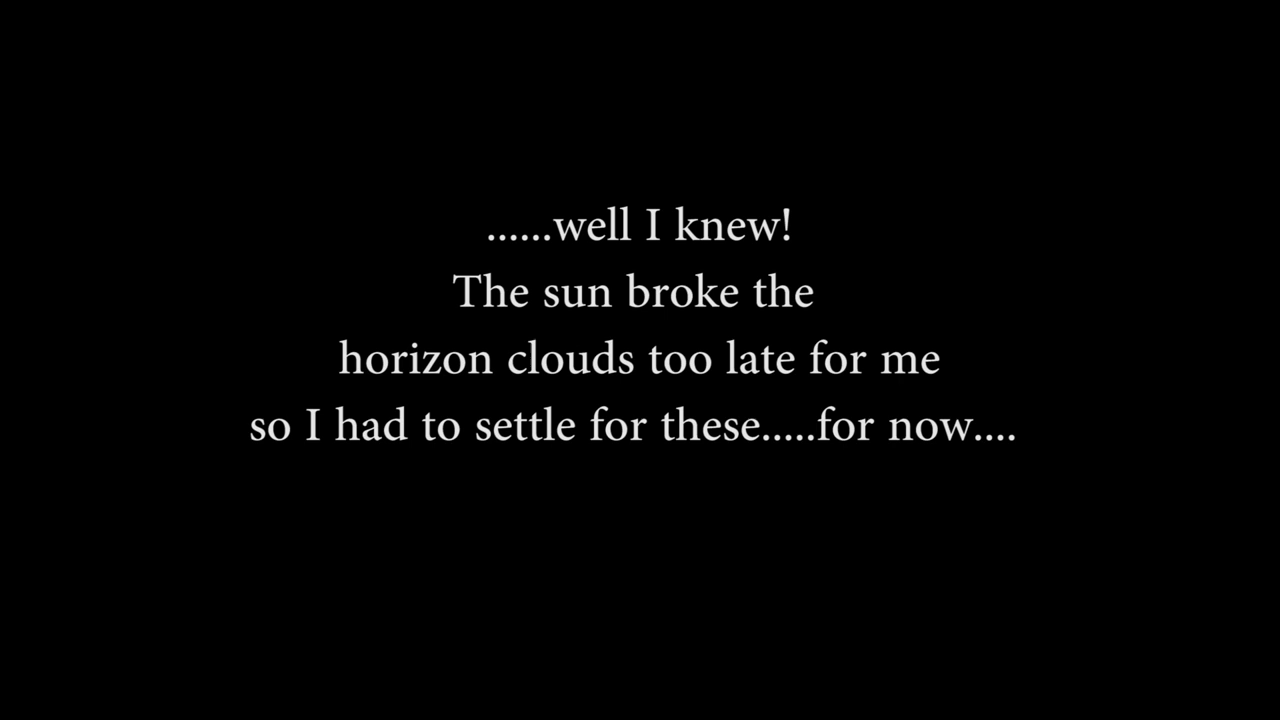 ......well I knew!
The sun broke the
horizon clouds too late for me
so I had to settle for these.....for now....